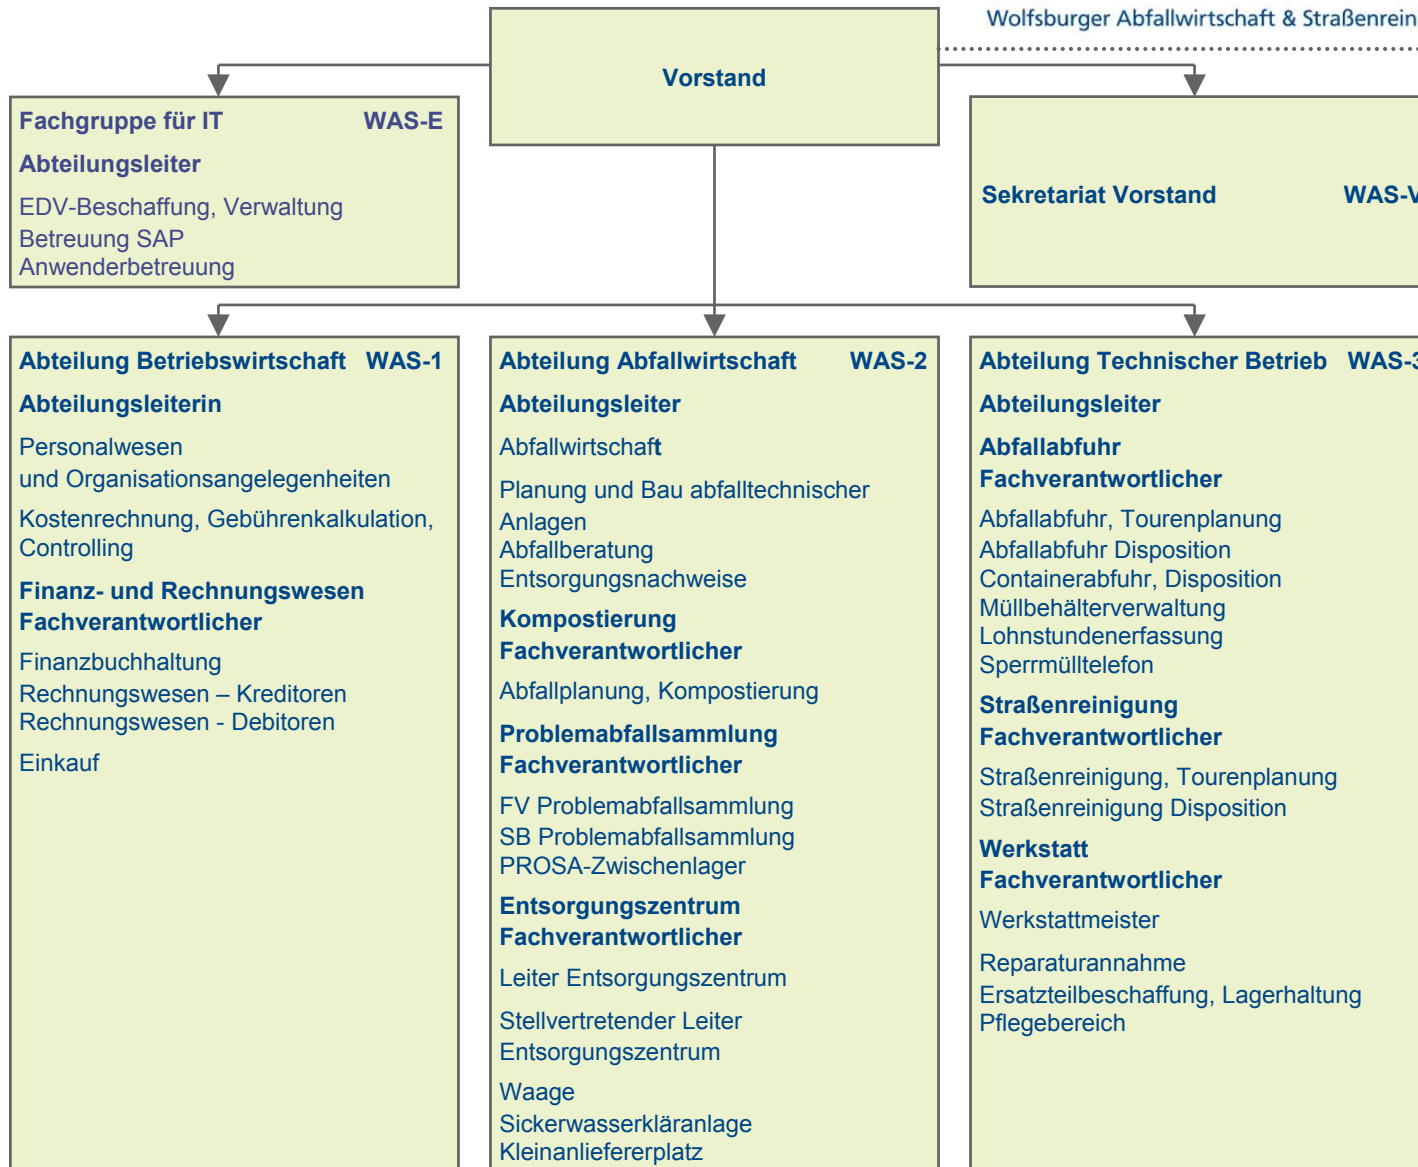 Wolfsburger Abfallwirtschaft & Straßenrein
Vorstand
Fachgruppe für IT WAS-E
Abteilungsleiter
EDV-Beschaffung, Verwaltung
Betreuung SAP
Anwenderbetreuung
Sekretariat Vorstand WAS-V
Abteilung Betriebswirtschaft WAS-1
Abteilungsleiterin
Personalwesen
und Organisationsangelegenheiten
Kostenrechnung, Gebührenkalkulation,
Controlling
Finanz- und Rechnungswesen
Fachverantwortlicher
Finanzbuchhaltung
Rechnungswesen – Kreditoren
Rechnungswesen - Debitoren
Einkauf
Abteilung Abfallwirtschaft WAS-2
Abteilungsleiter
Abfallwirtschaft
Planung und Bau abfalltechnischer
Anlagen
Abfallberatung
Entsorgungsnachweise
Kompostierung
Fachverantwortlicher
Abfallplanung, Kompostierung
Problemabfallsammlung
Fachverantwortlicher
FV Problemabfallsammlung
SB Problemabfallsammlung
PROSA-Zwischenlager
Entsorgungszentrum
Fachverantwortlicher
Leiter Entsorgungszentrum
Stellvertretender Leiter
Entsorgungszentrum
Waage
Sickerwasserkläranlage
Kleinanliefererplatz
Abteilung Technischer Betrieb WAS-3
Abteilungsleiter
Abfallabfuhr
Fachverantwortlicher
Abfallabfuhr, Tourenplanung
Abfallabfuhr Disposition
Containerabfuhr, Disposition
Müllbehälterverwaltung
Lohnstundenerfassung
Sperrmülltelefon
Straßenreinigung
Fachverantwortlicher
Straßenreinigung, Tourenplanung
Straßenreinigung Disposition
Werkstatt
Fachverantwortlicher
Werkstattmeister
Reparaturannahme
Ersatzteilbeschaffung, Lagerhaltung
Pflegebereich